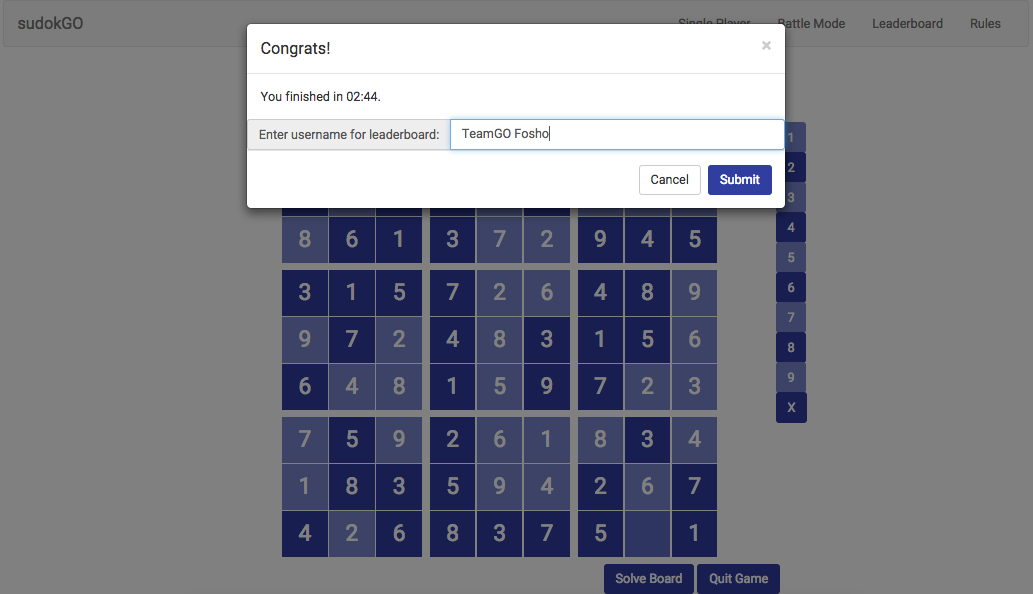 sudokGO Single Player Battle Mode Leaderboard Rules
Congrats! ×
You finished in 02:44.
Enter username for leaderboard: TeamGO Fosho
Cancel Submit
1
2
3
4
5
6
7
8
9
X
8 6 1 3 7 2 9 4 5
3 1 5 7 2 6 4 8 9
9 7 2 4 8 3 1 5 6
6 4 8 1 5 9 7 2 3
7 5 9 2 6 1 8 3 4
1 8 3 5 9 4 2 6 7
4 2 6 8 3 7 5 1
Solve Board Quit Game